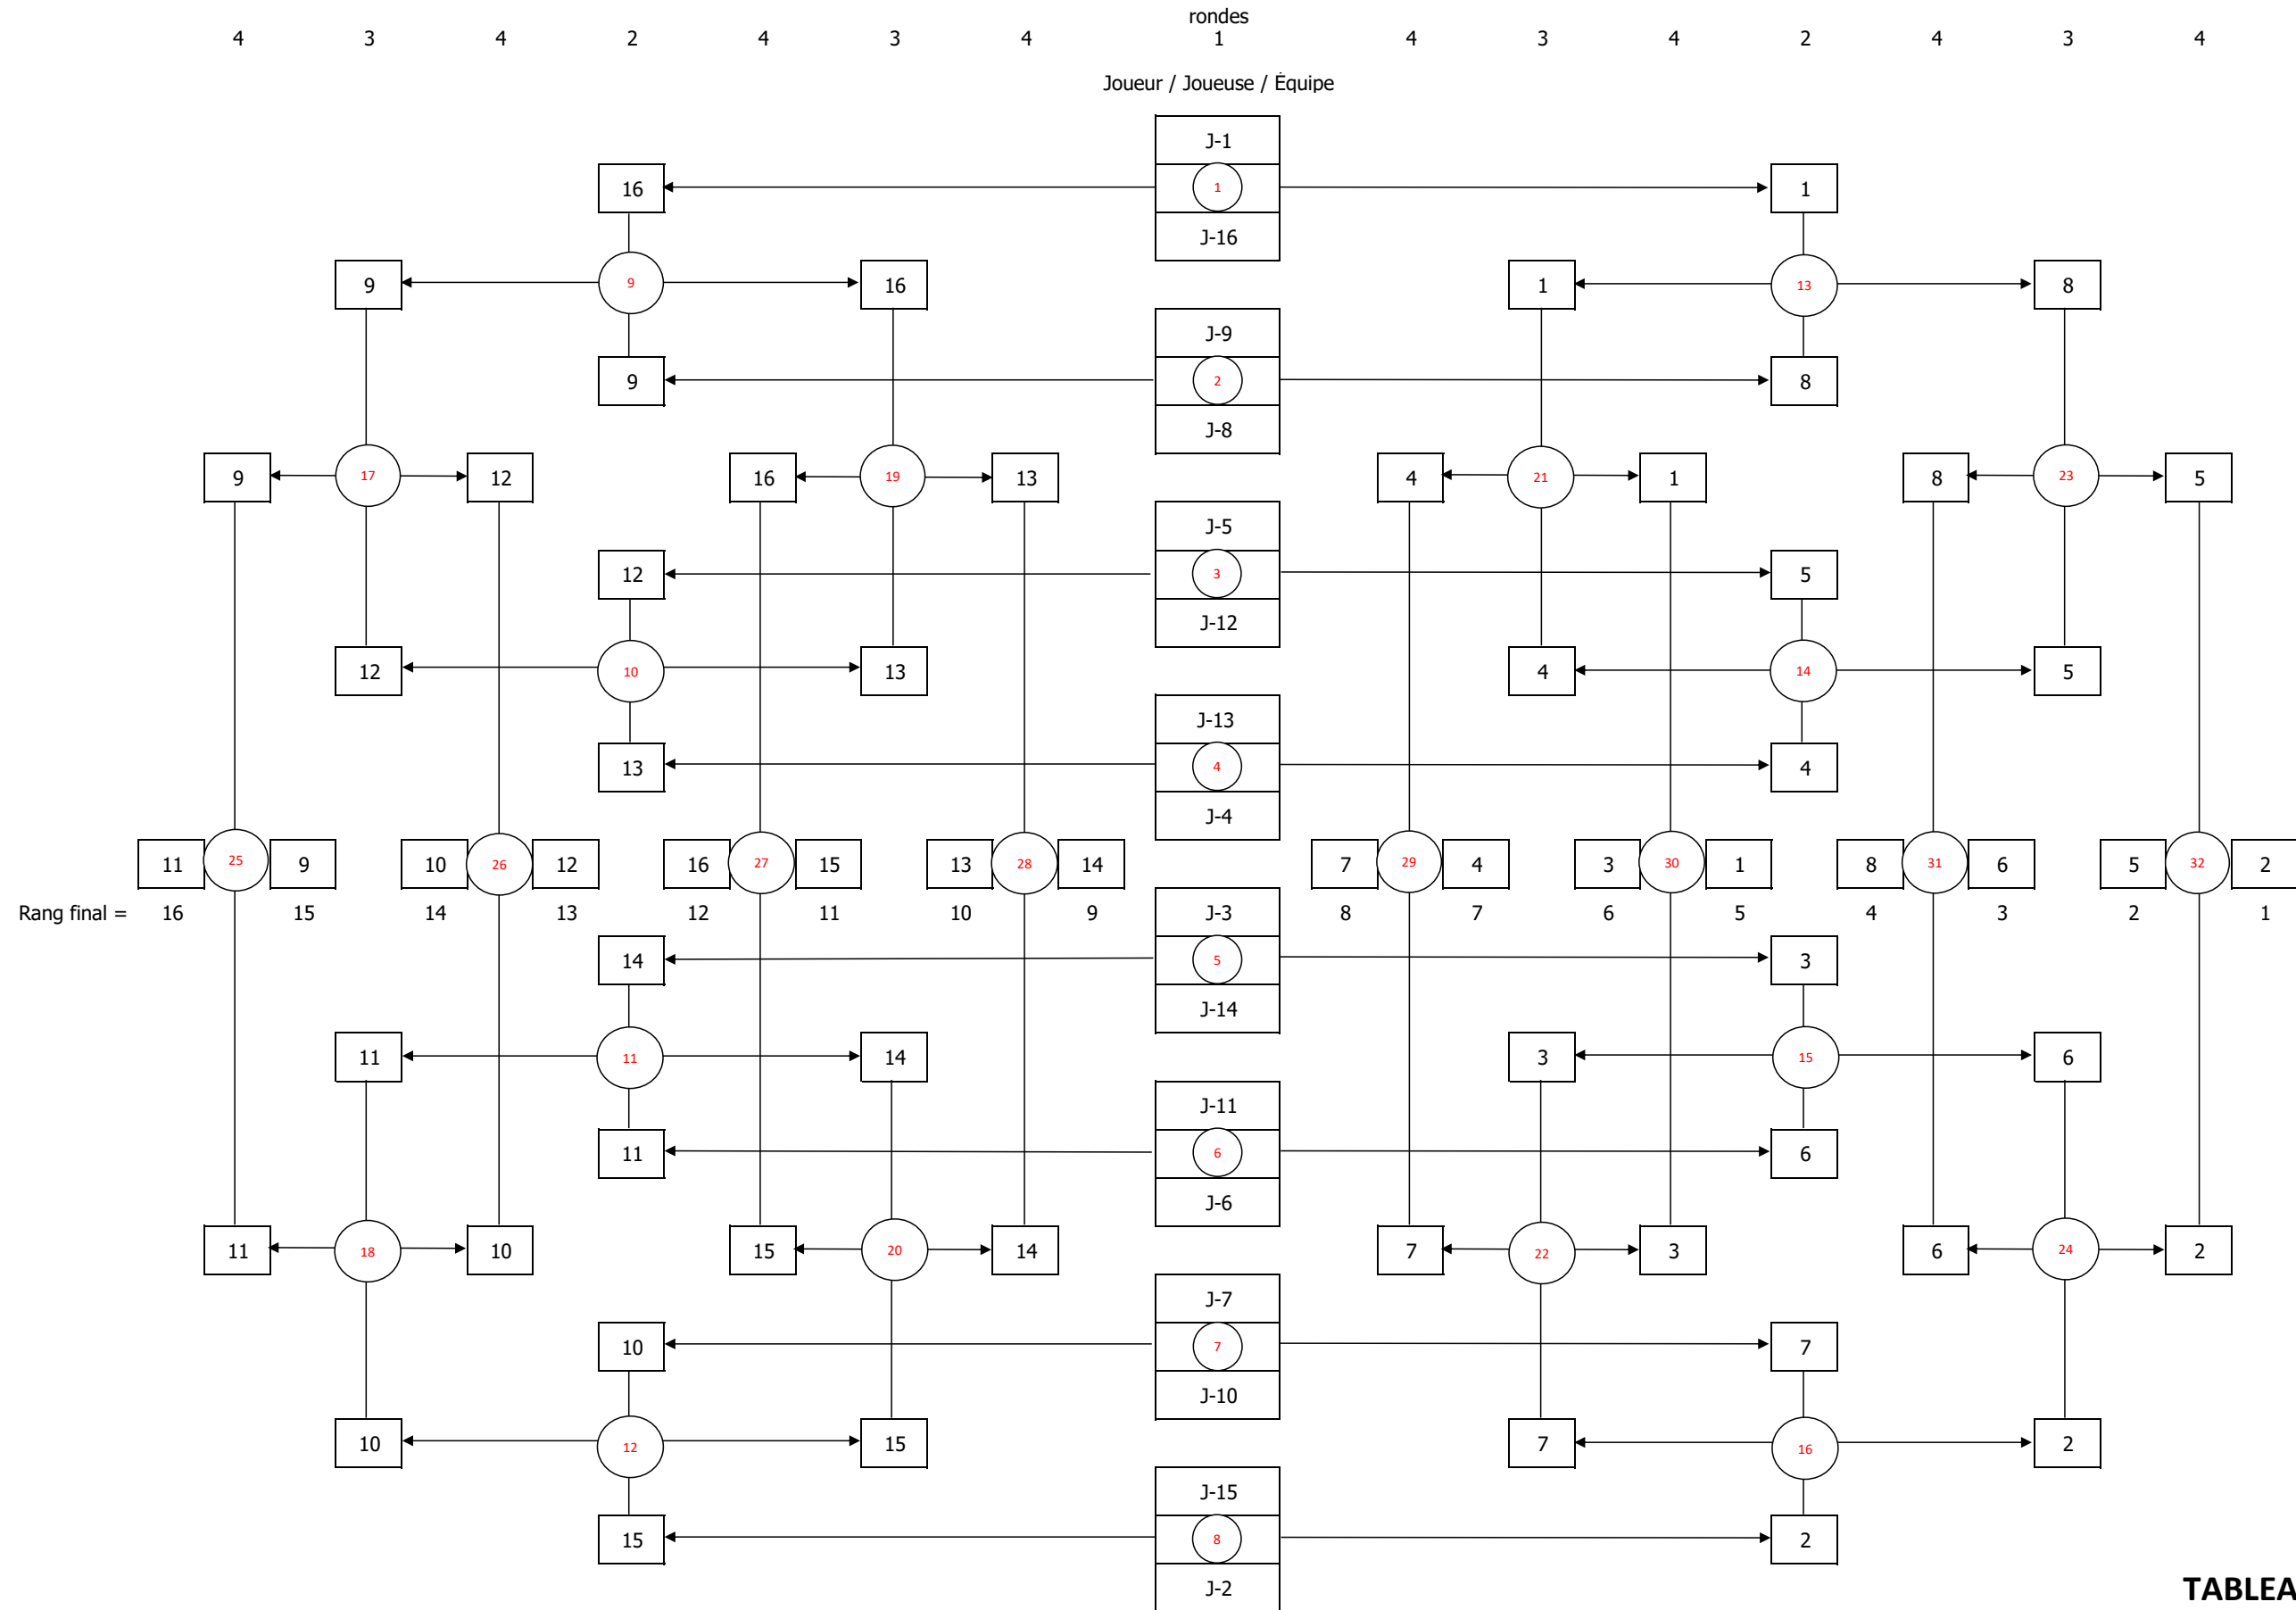 rondes
4 3 4 2 4 3 4 1 4 3 4 2 4 3 4
Joueur / Joueuse / Équipe
J-1
16 1 1
J-16
9 9 16 1 13 8
J-9
9 2 8
J-8
9 17 12 16 19 13 4 21 1 8 23 5
J-5
12 3 5
J-12
12 10 13 4 14 5
J-13
13 4 4
J-4
11 25 9 10 26 12 16 27 15 13 28 14 7 29 4 3 30 1 8 31 6 5 32 2
Rang final = 16 15 14 13 12 11 10 9 J-3 8 7 6 5 4 3 2 1
14 5 3
J-14
11 11 14 3 15 6
J-11
11 6 6
J-6
11 18 10 15 20 14 7 22 3 6 24 2
J-7
10 7 7
J-10
10 12 15 7 16 2
J-15
15 8 2
J-2
TABLEA